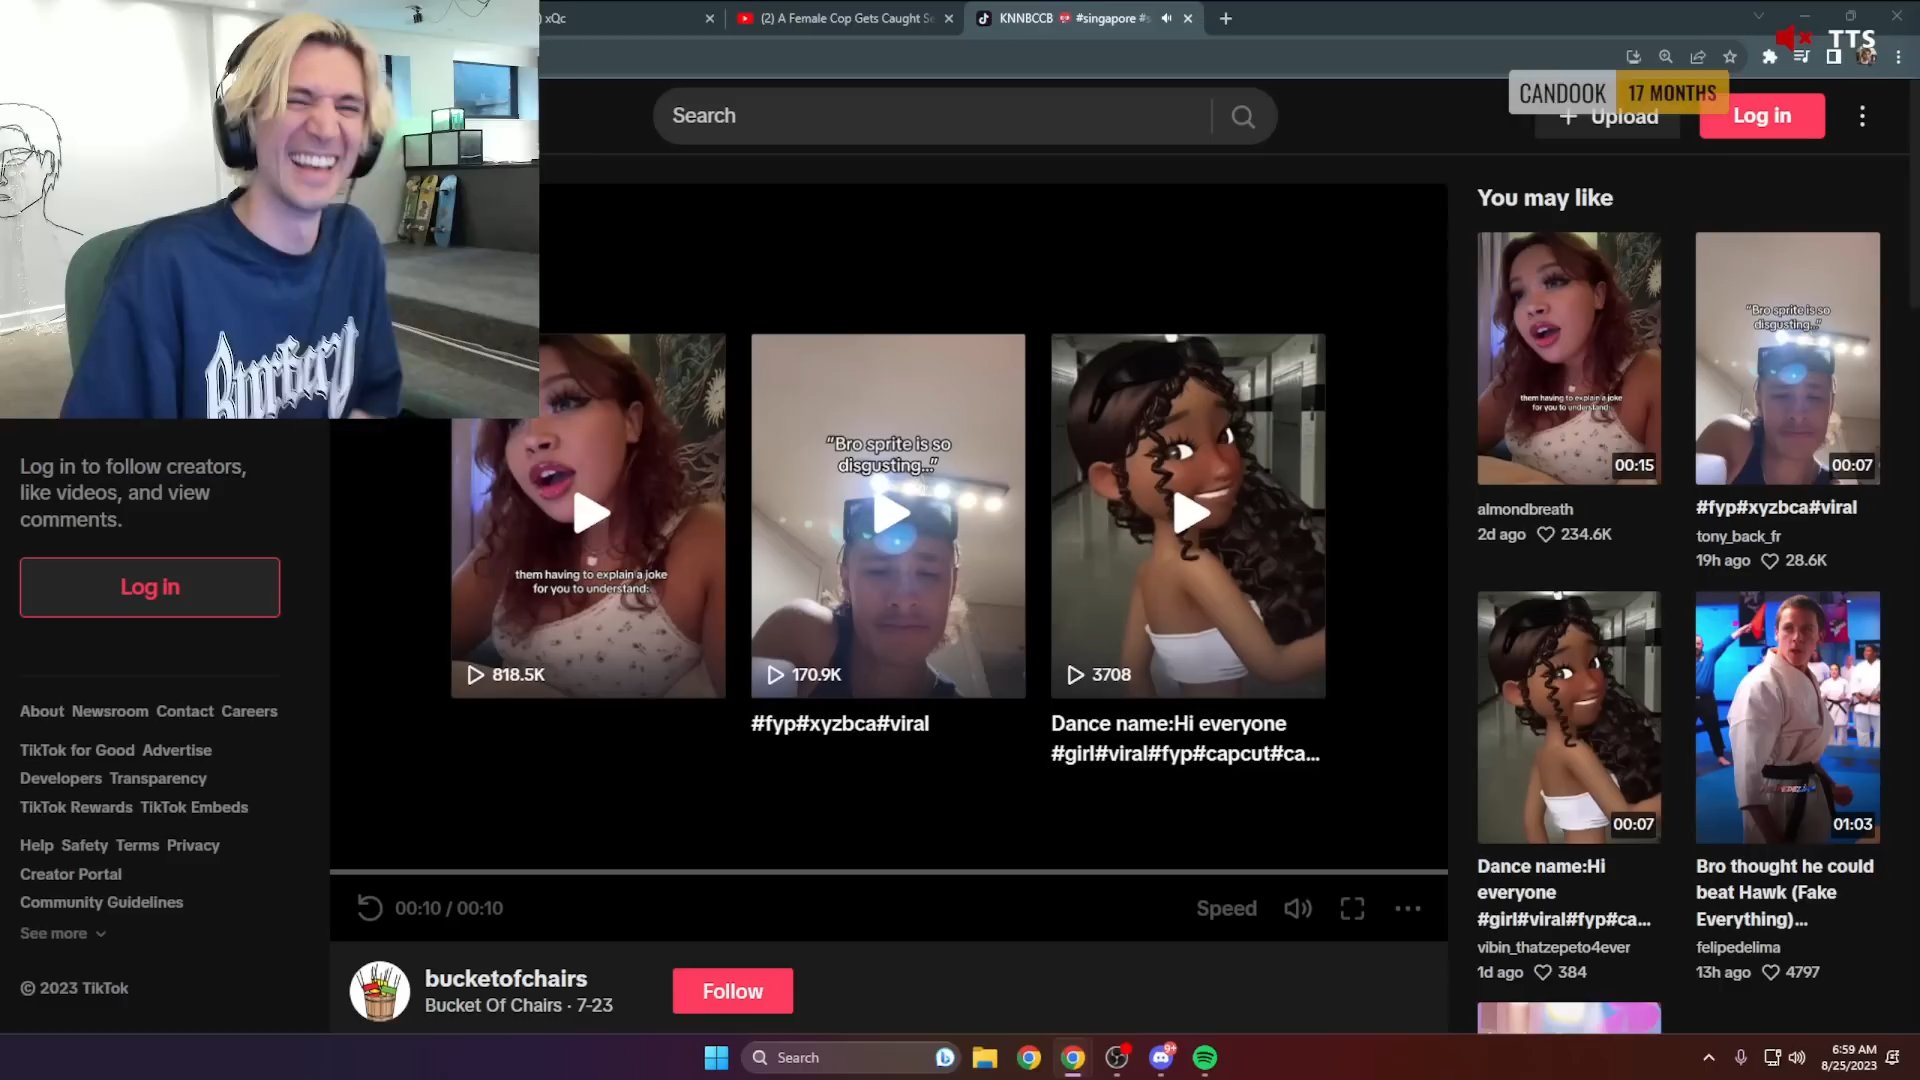 xQc
(2) A Female Cop Gets Caught Se
KNNBCCB 👼 #singapore #s
TTS
CANDOOK 17 MONTHS
Search
Upload
Log in
Burberry
You may like
"Bro sprite is so
disgusting..."
them having to explain a joke
for you to understand:
00:15
00:07
almondbreath
2d ago 234.6K
#fyp#xyzbca#viral
tony_back_fr
19h ago 28.6K
"Bro sprite is so
disgusting..."
them having to explain a joke
for you to understand:
818.5K
170.9K
3708
#fyp#xyzbca#viral
Dance name:Hi everyone
#girl#viral#fyp#capcut#ca...
Log in to follow creators,
like videos, and view
comments.
Log in
About Newsroom Contact Careers
TikTok for Good Advertise
Developers Transparency
TikTok Rewards TikTok Embeds
Help Safety Terms Privacy
Creator Portal
Community Guidelines
See more
© 2023 TikTok
00:07
01:03
Dance name:Hi
everyone
#girl#viral#fyp#ca...
vibin_thatzepeto4ever
1d ago 384
Bro thought he could
beat Hawk (Fake
Everything)...
felipedelima
13h ago 4797
00:10 / 00:10
Speed
bucketofchairs
Bucket Of Chairs · 7-23
Follow
Search
9+
6:59 AM
8/25/2023